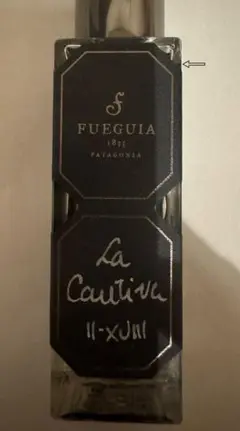 FUEGUIA
1833
PATAGONIA
La
Cautiva
II-XVIII